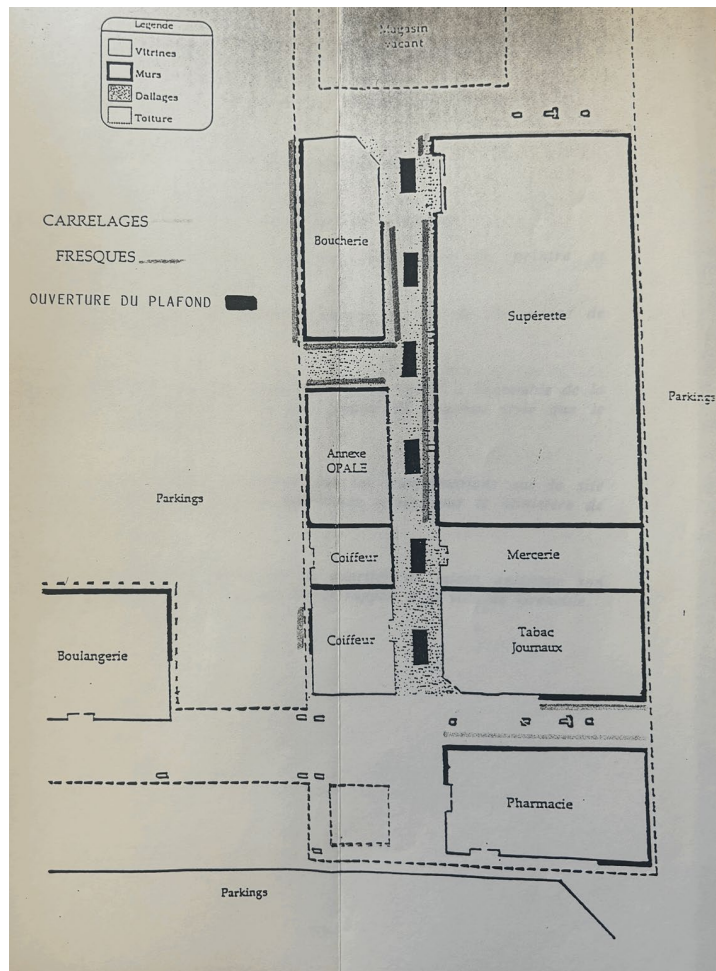 Legende
Vitrines
Murs
Dallages
Toiture
Magasin
vacant
CARRELAGES
FRESQUES
OUVERTURE DU PLAFOND
Boucherie
Supérette
Parkings
Annexe
OPALE
Parkings
Coiffeur
Mercerie
Boulangerie
Coiffeur
Tabac
Journaux
Pharmacie
Parkings